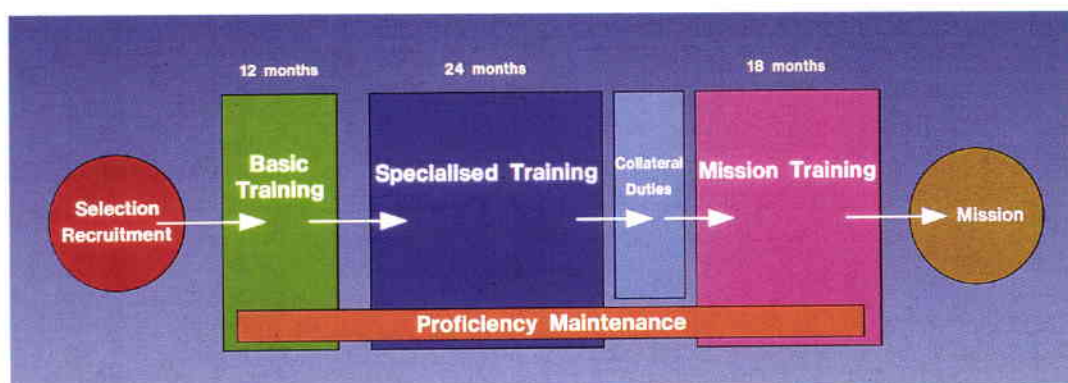 12 months
24 months
18 months
Selection
Recruitment
Basic
Training
Specialised Training
Collateral
Duties
Mission Training
Mission
Proficiency Maintenance